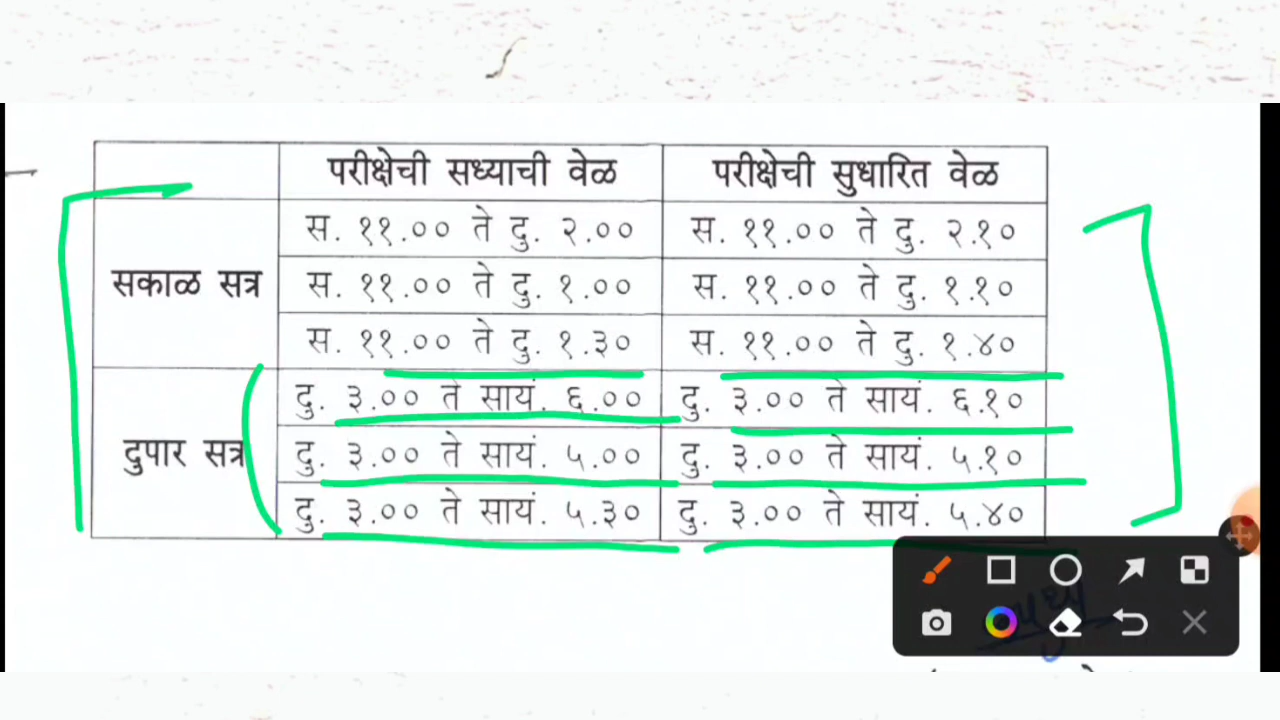 परीक्षेची सध्याची वेळ परीक्षेची सुधारित वेळ
स. ११.०० ते दु. २.०० स. ११.०० ते दु. २.१०
सकाळ सत्र स. ११.०० ते दु. १.०० स. ११.०० ते दु. १.१०
स. ११.०० ते दु. १.३० स. ११.०० ते दु. १.४०
दु. ३.०० ते सायं. ६.०० दु. ३.०० ते सायं. ६.१०
दुपार सत्र दु. ३.०० ते सायं. ५.०० दु. ३.०० ते सायं. ५.१०
दु. ३.०० ते सायं. ५.३० दु. ३.०० ते सायं. ५.४०